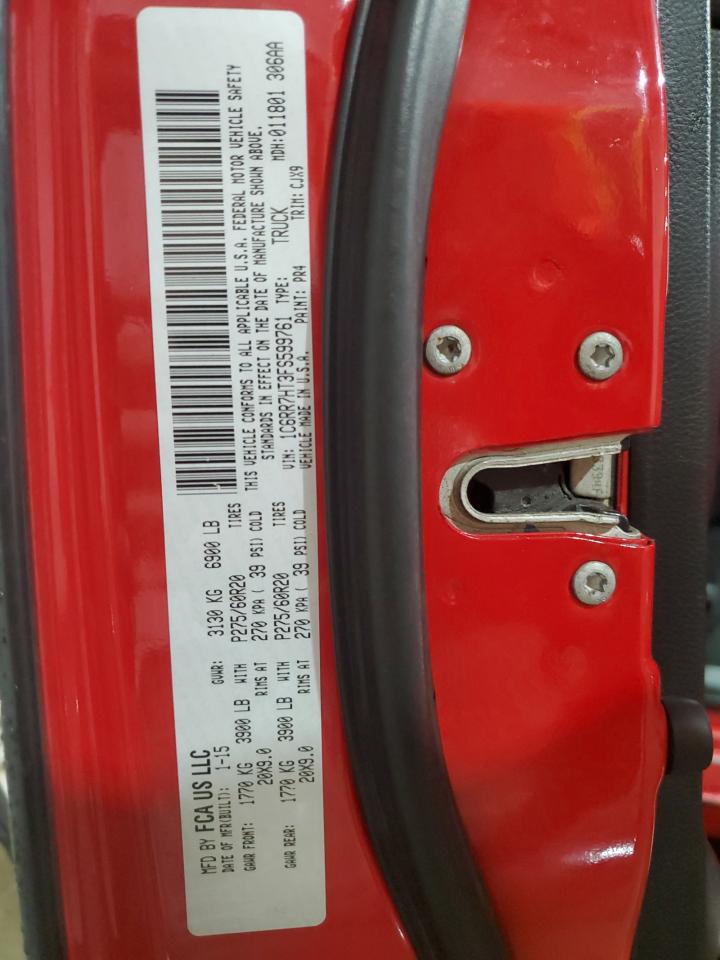 MFD BY FCA US LLC
DATE OF MFR(BUILT): 1-15 GVWR: 3130 KG 6900 LB
GAWR FRONT: 1770 KG 3900 LB WITH P275/60R20 TIRES
20X9.0 RIMS AT 270 KPA ( 39 PSI) COLD
GAWR REAR: 1770 KG 3900 LB WITH P275/60R20 TIRES
20X9.0 RIMS AT 270 KPA ( 39 PSI) COLD
THIS VEHICLE CONFORMS TO ALL APPLICABLE U.S.A. FEDERAL MOTOR VEHICLE SAFETY
STANDARDS IN EFFECT ON THE DATE OF MANUFACTURE SHOWN ABOVE.
VIN: 1C6RR7HT3FS599761 TYPE: TRUCK MDH:011801 306AA
VEHICLE MADE IN U.S.A. PAINT: PR4 TRIM: CJX9